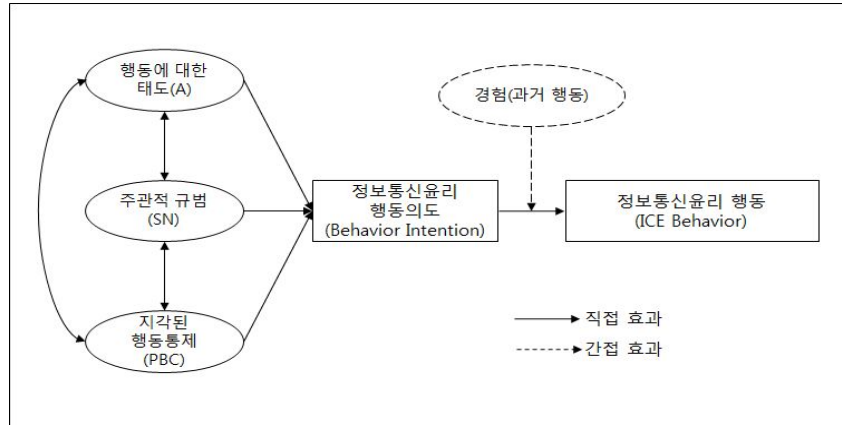 행동에 대한
태도(A)
경험(과거 행동)
주관적 규범
(SN)
정보통신윤리
행동의도
(Behavior Intention)
정보통신윤리 행동
(ICE Behavior)
지각된
행동통제
(PBC)
직접 효과
간접 효과